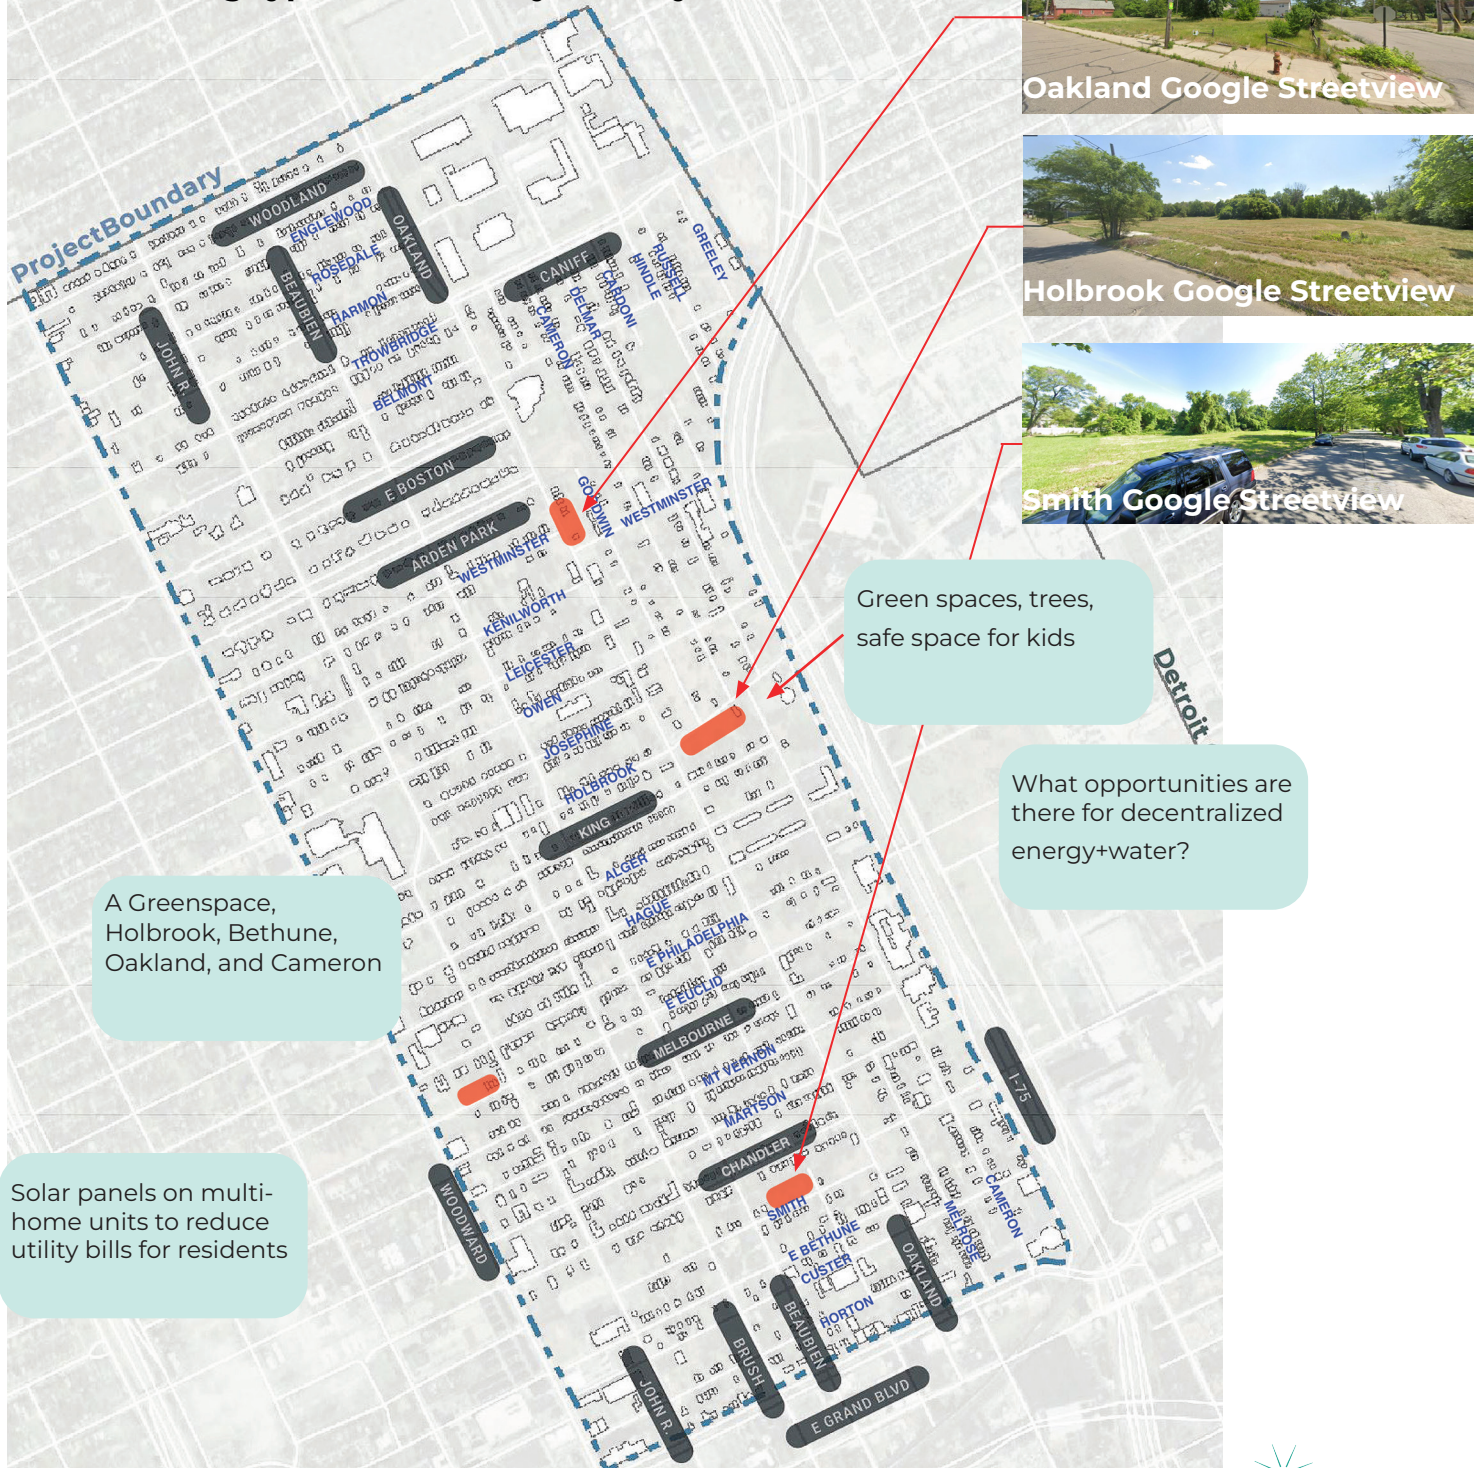 Oakland Google Streetview
Holbrook Google Streetview
Smith Google Streetview
ProjectBoundary
WOODLAND
ENGLEWOOD
OAKLAND
ROSEDALE
BEAUBIEN
HARMON
TROWBRIDGE
BELMONT
JOHN R.
CANIFF
GREELEY
RUSSELL
HINDLE
CARDONI
DELMAR
CAMERON
E BOSTON
ARDEN PARK
GOODWIN
WESTMINSTER
WESTMINSTER
KENILWORTH
LEICESTER
OWEN
JOSEPHINE
HOLBROOK
KING
ALGER
HAGUE
E PHILADELPHIA
E EUCLID
MELBOURNE
MT VERNON
MARTSON
CHANDLER
SMITH
E BETHUNE
CUSTER
HORTON
MELROSE
CAMERON
OAKLAND
BEAUBIEN
BRUSH
JOHN R.
E GRAND BLVD
WOODWARD
I-75
Detroit
Green spaces, trees,
safe space for kids
What opportunities are
there for decentralized
energy+water?
A Greenspace,
Holbrook, Bethune,
Oakland, and Cameron
Solar panels on multi-
home units to reduce
utility bills for residents